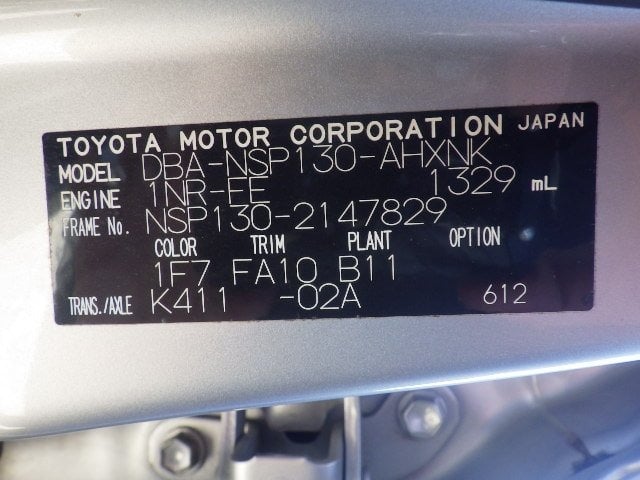 TOYOTA MOTOR CORPORATION JAPAN
MODEL DBA-NSP130-AHXNK
ENGINE 1NR-FE 1329 mL
FRAME No. NSP130-2147829
COLOR TRIM PLANT OPTION
1F7 FA10 B11
TRANS./AXLE K411 -02A 612